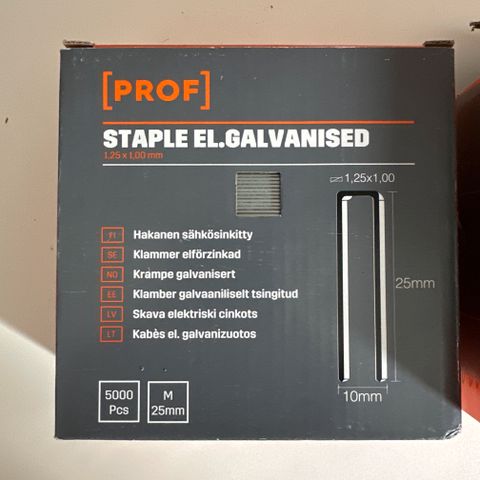 [PROF]
STAPLE EL.GALVANISED
1,25 x 1,00 mm
1,25x1,00
FI Hakanen sähkösinkitty
SE Klammer elförzinkad
NO Krampe galvanisert
EE Klamber galvaaniliselt tsingitud
LV Skava elektriski cinkots
LT Kabės el. galvanizuotos
25mm
10mm
5000
Pcs
M
25mm